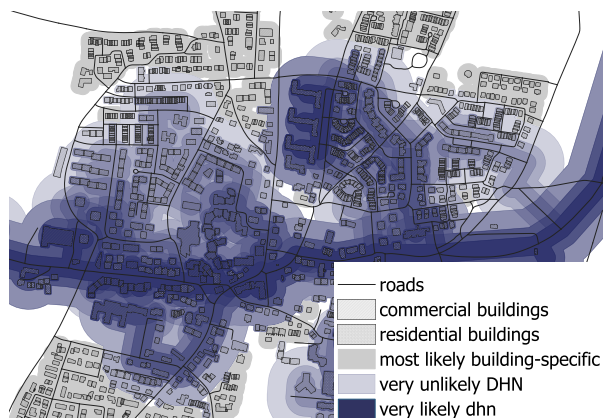 roads
commercial buildings
residential buildings
most likely building-specific
very unlikely DHN
very likely dhn